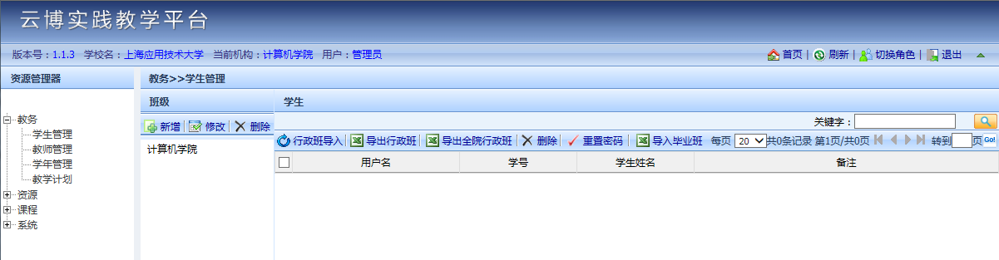 云博实践教学平台
版本号：1.1.3 学校名：上海应用技术大学 当前机构：计算机学院 用户：管理员 首页 | 刷新 | 切换角色 | 退出
资源管理器
教务>>学生管理
教务
学生管理
教师管理
学年管理
教学计划
资源
课程
系统
班级
新增 修改 删除
计算机学院
学生
关键字：
行政班导入 导出行政班 导出全院行政班 删除 重置密码 导入毕业班 每页 20 共0条记录 第1页/共0页 转到 页 Go!
用户名 学号 学生姓名 备注